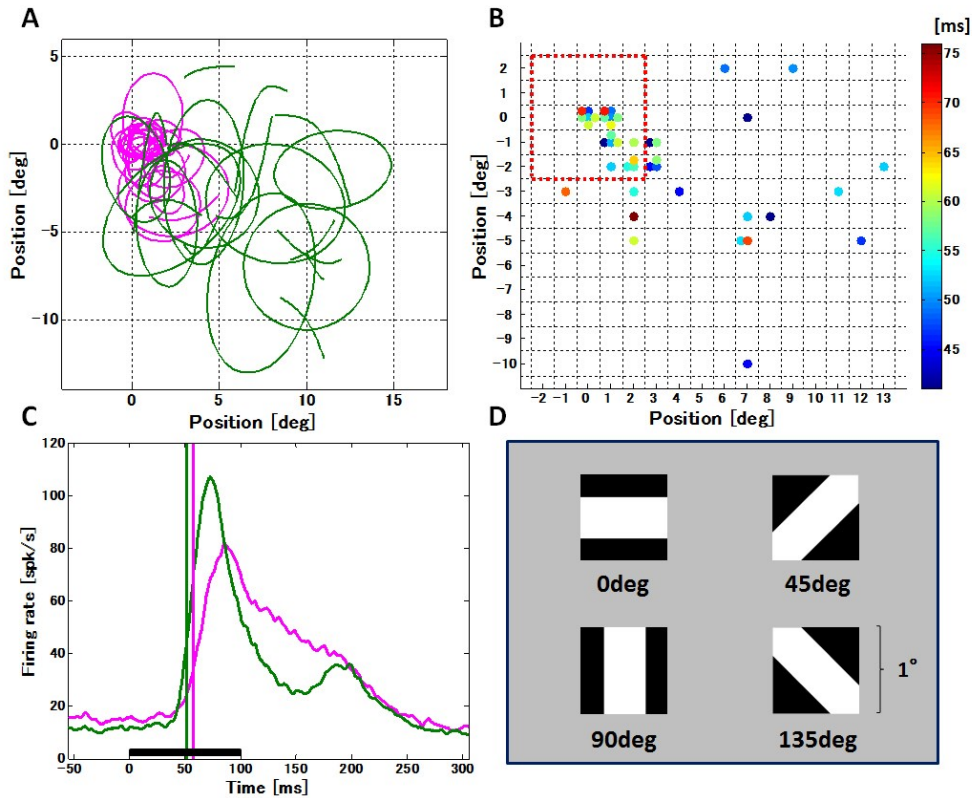 A
5
0
-5
-10
Position [deg]
0
5
10
15
Position [deg]
B
[ms]
2
1
0
-1
-2
-3
-4
-5
-6
-7
-8
-9
-10
Position [deg]
-2 -1 0 1 2 3 4 5 6 7 8 9 10 11 12 13
Position [deg]
75
70
65
60
55
50
45
C
120
100
80
60
40
20
0
Firing rate [spk/s]
-50 0 50 100 150 200 250 300
Time [ms]
D
0deg
45deg
90deg
135deg
1°